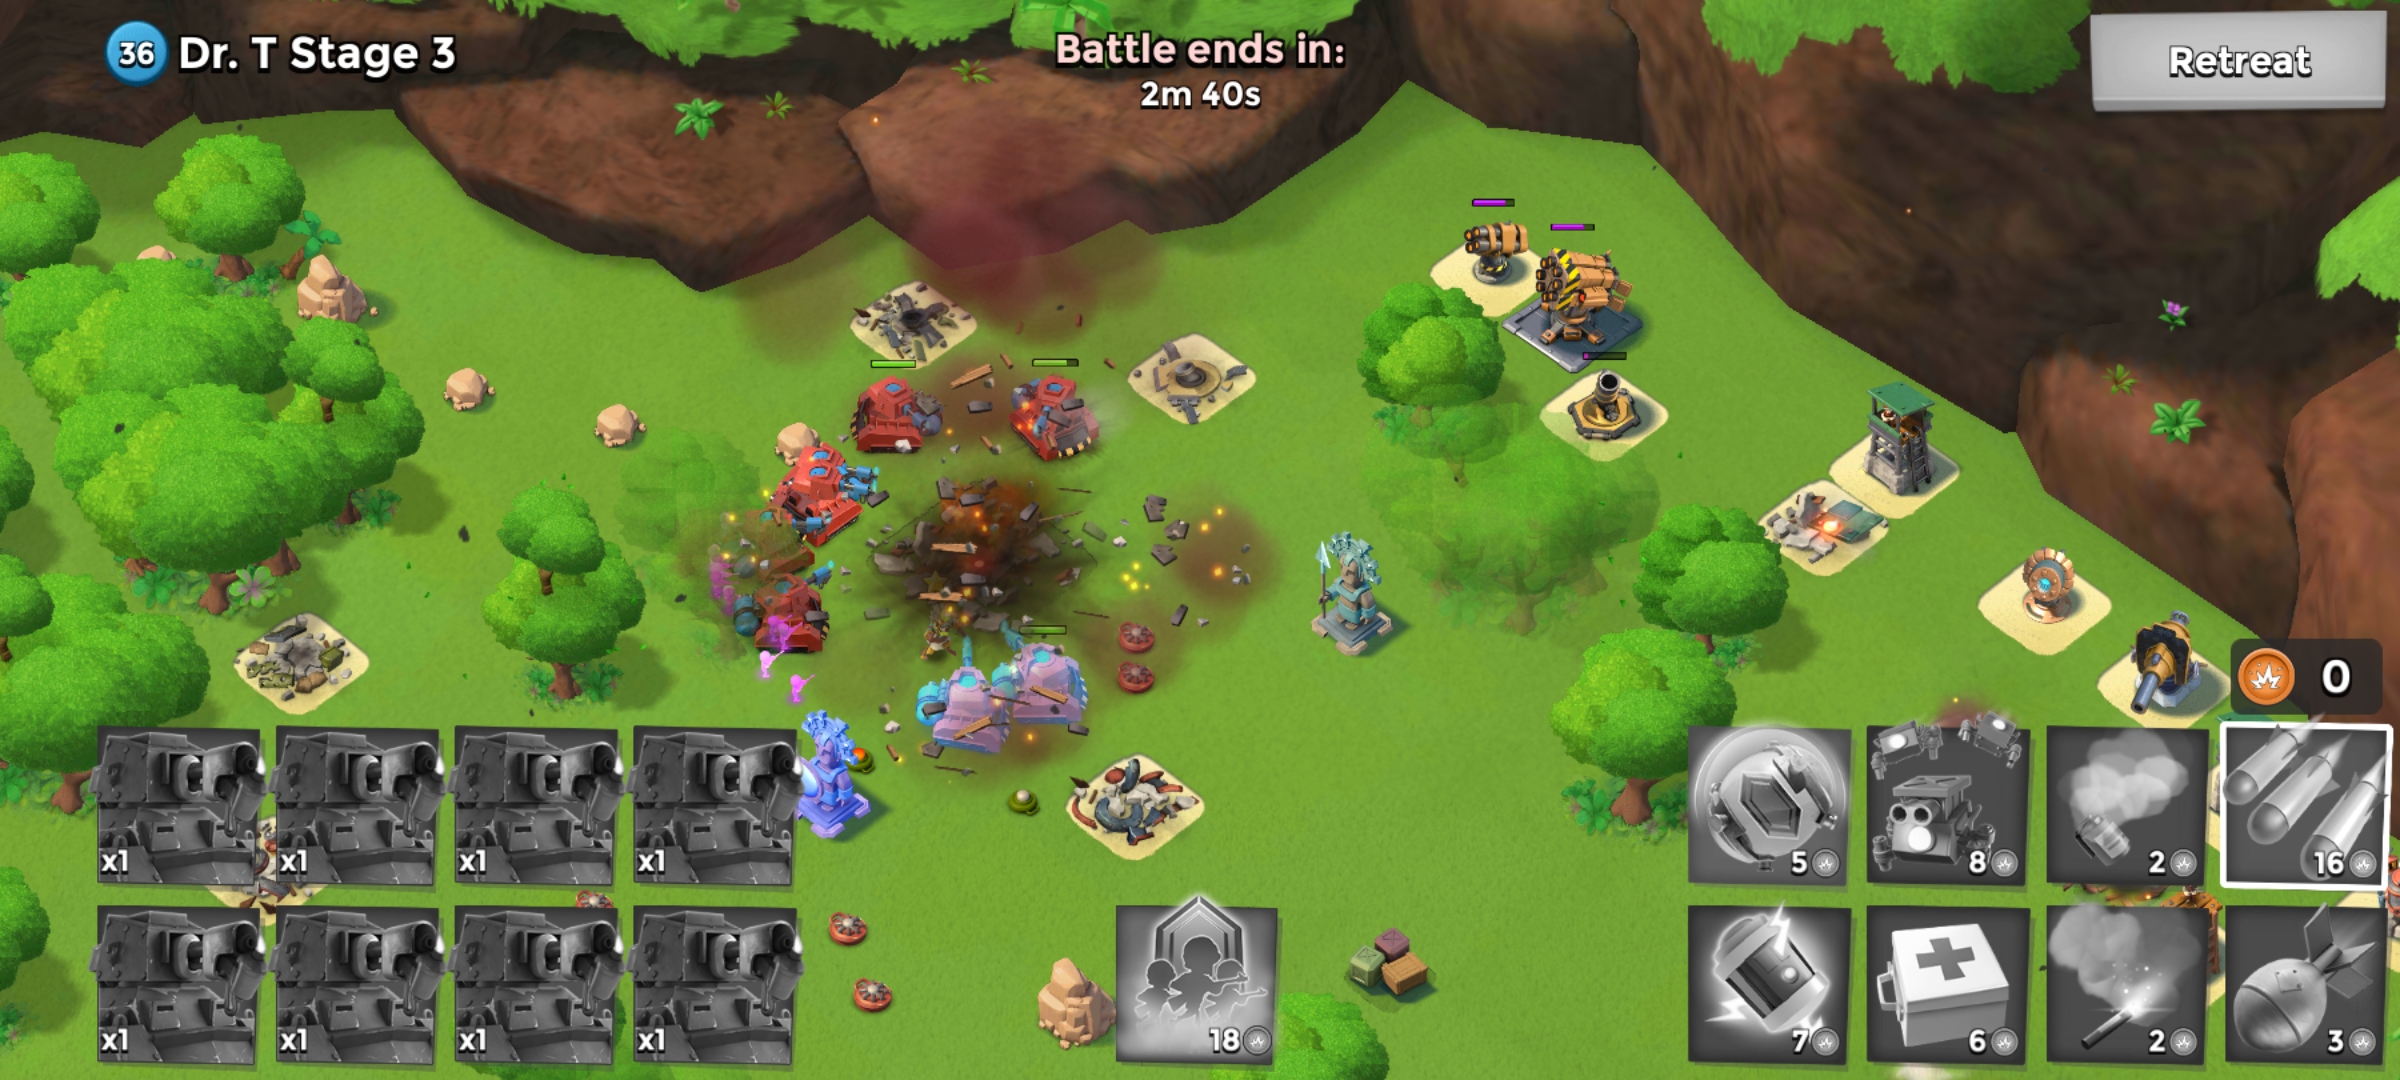 36 Dr. T Stage 3
Battle ends in:
2m 40s
Retreat
0
x1 x1 x1 x1
5 8 2 16
x1 x1 x1 x1
18
7 6 2 3